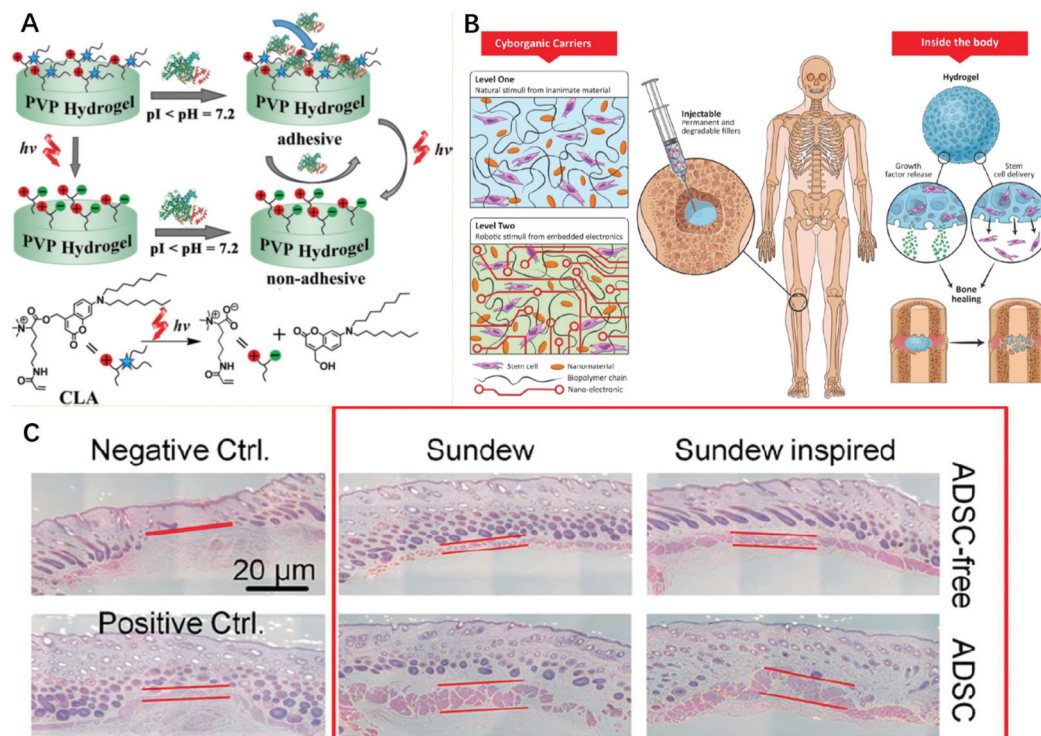 A
PVP Hydrogel
pI < pH = 7.2
PVP Hydrogel
adhesive
hv
hv
PVP Hydrogel
pI < pH = 7.2
PVP Hydrogel
non-adhesive
hv
CLA
B
Cyborganic Carriers
Level One
Natural stimuli from inanimate material
Level Two
Robotic stimuli from embedded electronics
Stem cell
Nanomaterial
Biopolymer chain
Nano-electronic
Injectable
Permanent and
degradable fillers
Inside the body
Hydrogel
Growth
factor release
Stem
cell delivery
Bone
healing
C
Negative Ctrl.
Sundew
Sundew inspired
ADSC-free
20 μm
Positive Ctrl.
ADSC